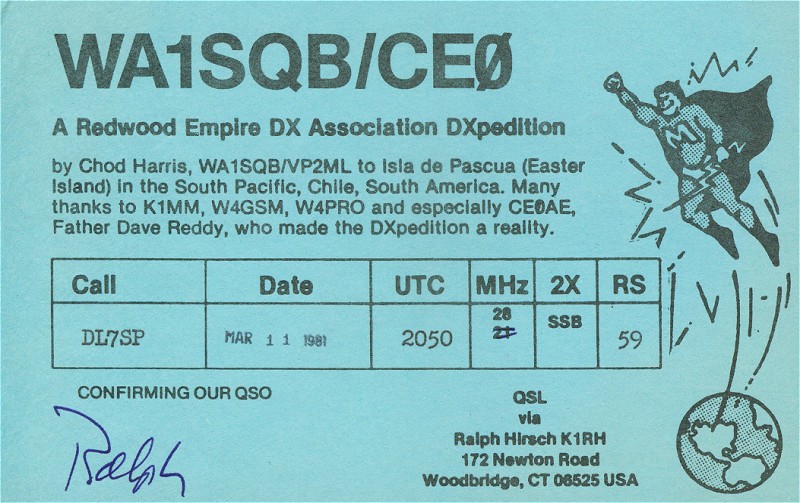 WA1SQB/CEØ
A Redwood Empire DX Association DXpedition
by Chod Harris, WA1SQB/VP2ML to Isla de Pascua (Easter
Island) in the South Pacific, Chile, South America. Many
thanks to K1MM, W4GSM, W4PRO and especially CEØAE,
Father Dave Reddy, who made the DXpedition a reality.
M
Call Date UTC MHz 2X RS
28
DL7SP MAR 11 1981 2050 21 SSB 59
CONFIRMING OUR QSO
Ralph
QSL
via
Ralph Hirsch K1RH
172 Newton Road
Woodbridge, CT 06525 USA